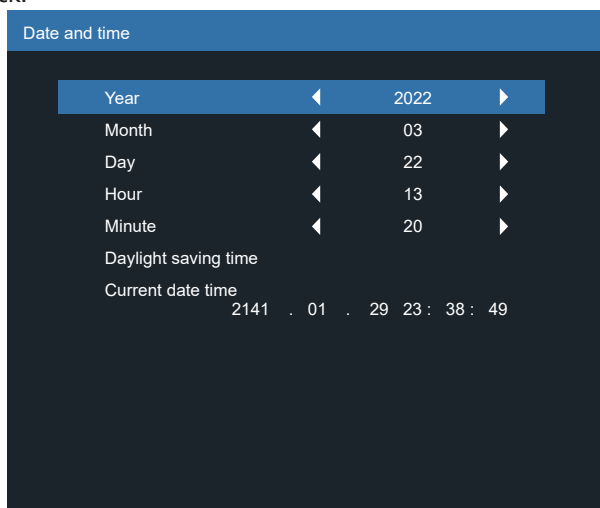 ck.
Date and time
Year 2022
Month 03
Day 22
Hour 13
Minute 20
Daylight saving time
Current date time
2141 . 01 . 29 23 : 38 : 49